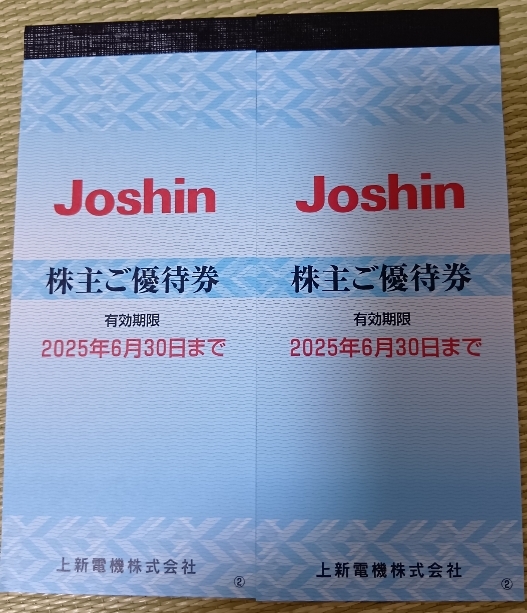 Joshin
株主ご優待券
有効期限
2025年6月30日まで
上新電機株式会社
②
Joshin
株主ご優待券
有効期限
2025年6月30日まで
上新電機株式会社
②